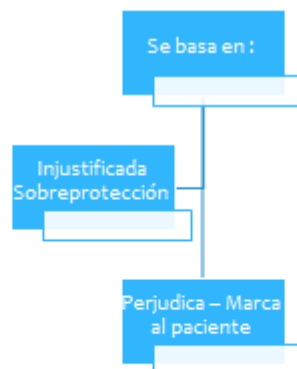 Se basa en :
Injustificada
Sobreprotección
Perjudica – Marca
al paciente